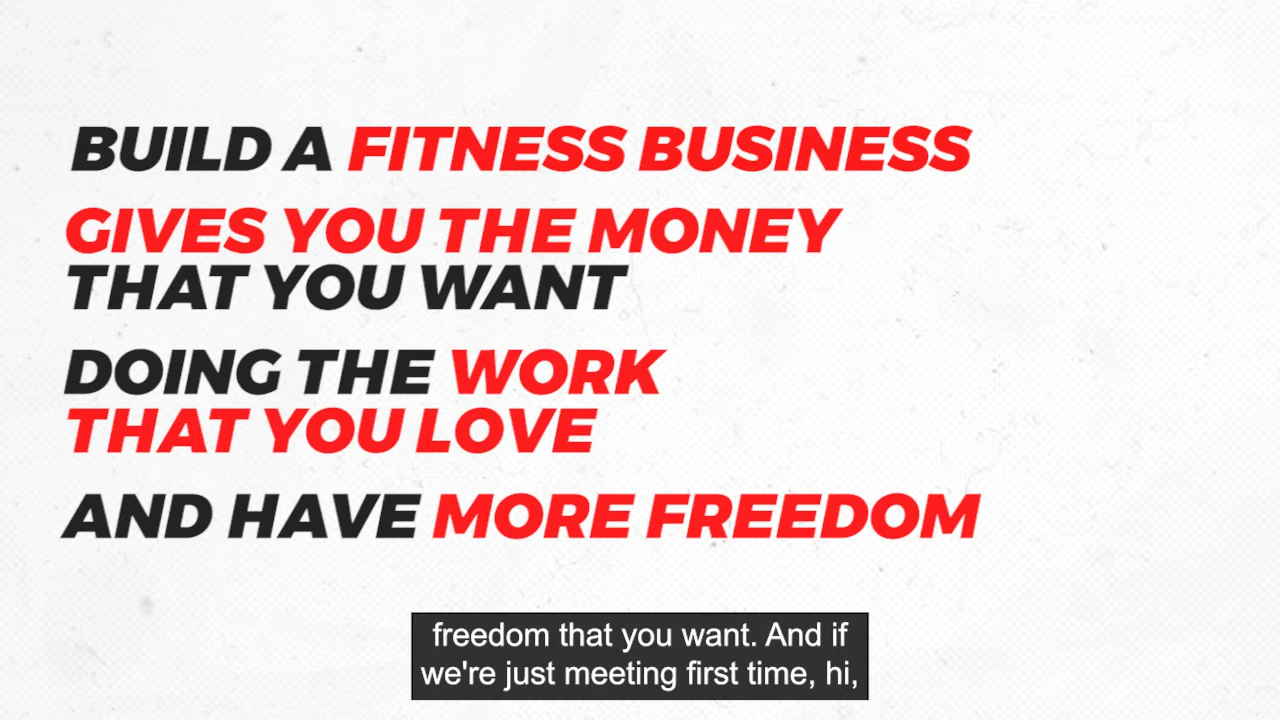 BUILD A FITNESS BUSINESS
GIVES YOU THE MONEY
THAT YOU WANT
DOING THE WORK
THAT YOU LOVE
AND HAVE MORE FREEDOM
freedom that you want. And if
we're just meeting first time, hi,